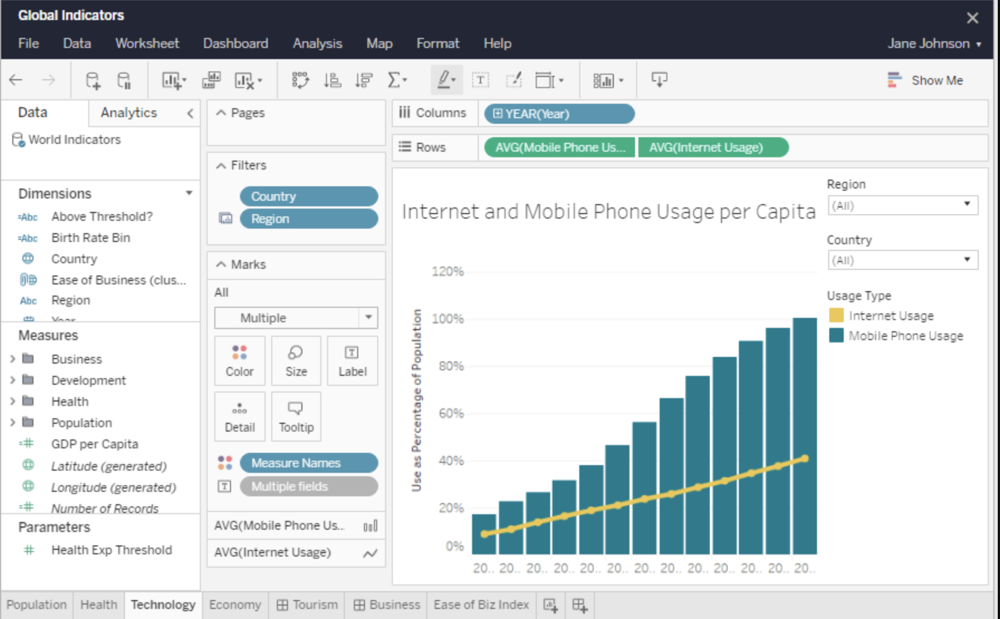 Global Indicators
File Data Worksheet Dashboard Analysis Map Format Help
Jane Johnson
Show Me
Data Analytics
World Indicators
Dimensions
=Abc Above Threshold?
=Abc Birth Rate Bin
Country
Ease of Business (clus...
Abc Region
Year
Measures
Business
Development
Health
Population
=# GDP per Capita
Latitude (generated)
Longitude (generated)
=# Number of Records
Parameters
# Health Exp Threshold
Pages
Filters
Country
Region
Marks
All
Multiple
Color Size Label
Detail Tooltip
Measure Names
Multiple fields
AVG(Mobile Phone Us..
AVG(Internet Usage)
Columns YEAR(Year)
Rows AVG(Mobile Phone Us... AVG(Internet Usage)
Internet and Mobile Phone Usage per Capita
Use as Percentage of Population
120%
100%
80%
60%
40%
20%
0%
20.. 20.. 20.. 20.. 20.. 20.. 20.. 20.. 20.. 20.. 20.. 20.. 20..
Region
(All)
Country
(All)
Usage Type
Internet Usage
Mobile Phone Usage
Population Health Technology Economy Tourism Business Ease of Biz Index